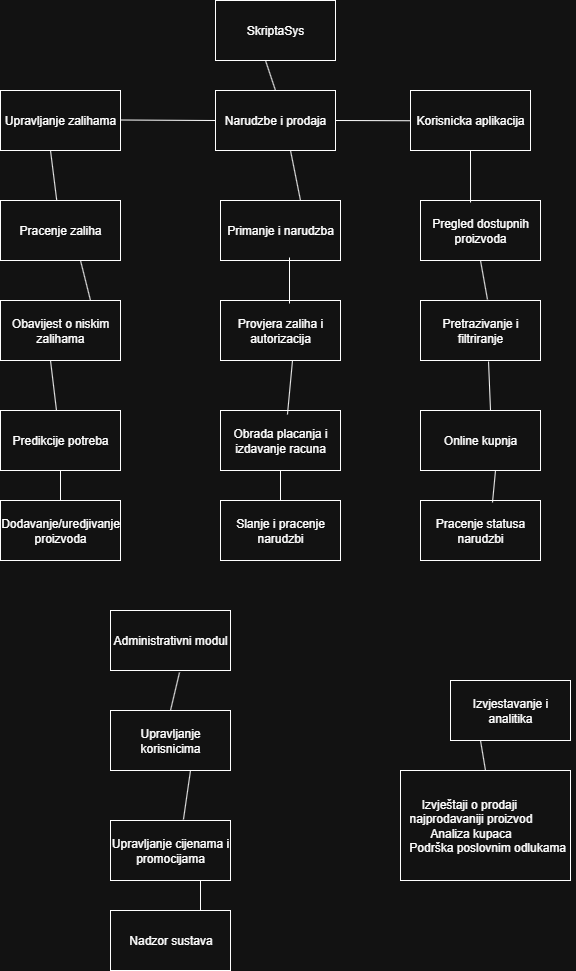 SkriptaSys
Upravljanje zalihama
Narudzbe i prodaja
Korisnicka aplikacija
Pracenje zaliha
Primanje i narudzba
Pregled dostupnih
proizvoda
Obavijest o niskim
zalihama
Provjera zaliha i
autorizacija
Pretrazivanje i
filtriranje
Predikcije potreba
Obrada placanja i
izdavanje racuna
Online kupnja
Dodavanje/uredjivanje
proizvoda
Slanje i pracenje
narudzbi
Pracenje statusa
narudzbi
Administrativni modul
Upravljanje
korisnicima
Upravljanje cijenama i
promocijama
Nadzor sustava
Izvjestavanje i
analitika
Izvještaji o prodaji
najprodavaniji proizvod
Analiza kupaca
Podrška poslovnim odlukama